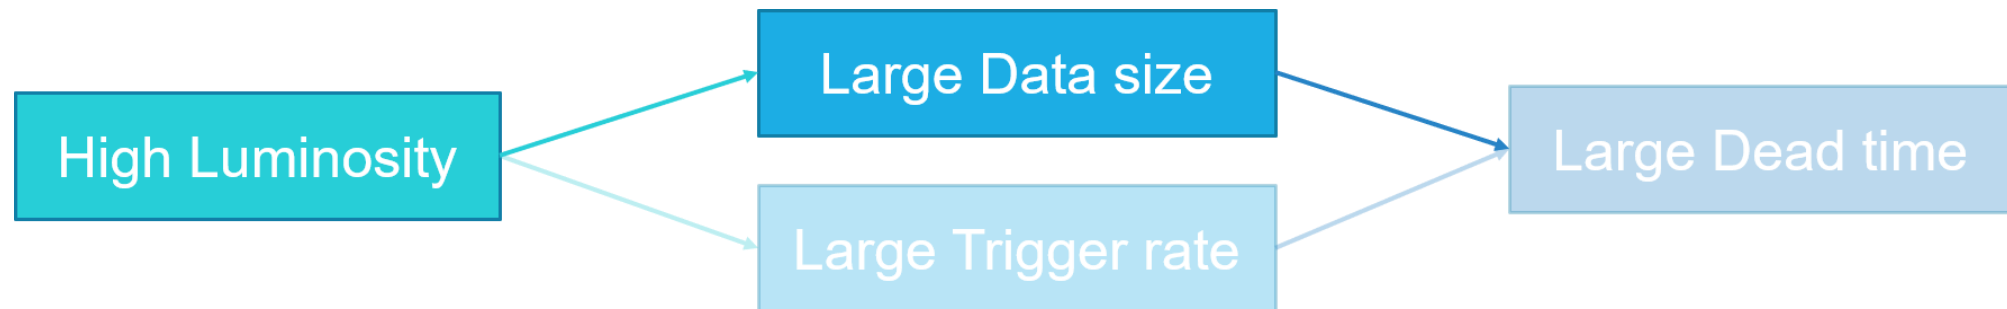 High Luminosity
Large Data size
Large Trigger rate
Large Dead time